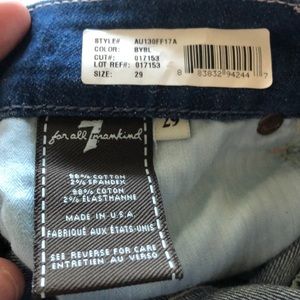 STYLE# AU130FF17A
COLOR: BYBL
CUT#: 017153
LOT REF#: 017153
SIZE: 29
8 83832 94244 7
29
7
for all mankind
98% COTTON
2% SPANDEX
98% COTON
2% ÉLASTHANNE
MADE IN U.S.A.
FABRIQUÉ AUX ÉTATS-UNIS
SEE REVERSE FOR CARE
ENTRETIEN AU VERSO